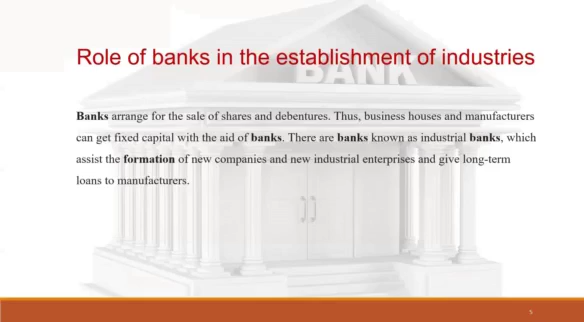 Role of banks in the establishment of industries
BANK
Banks arrange for the sale of shares and debentures. Thus, business houses and manufacturers
can get fixed capital with the aid of banks. There are banks known as industrial banks, which
assist the formation of new companies and new industrial enterprises and give long-term
loans to manufacturers.
5